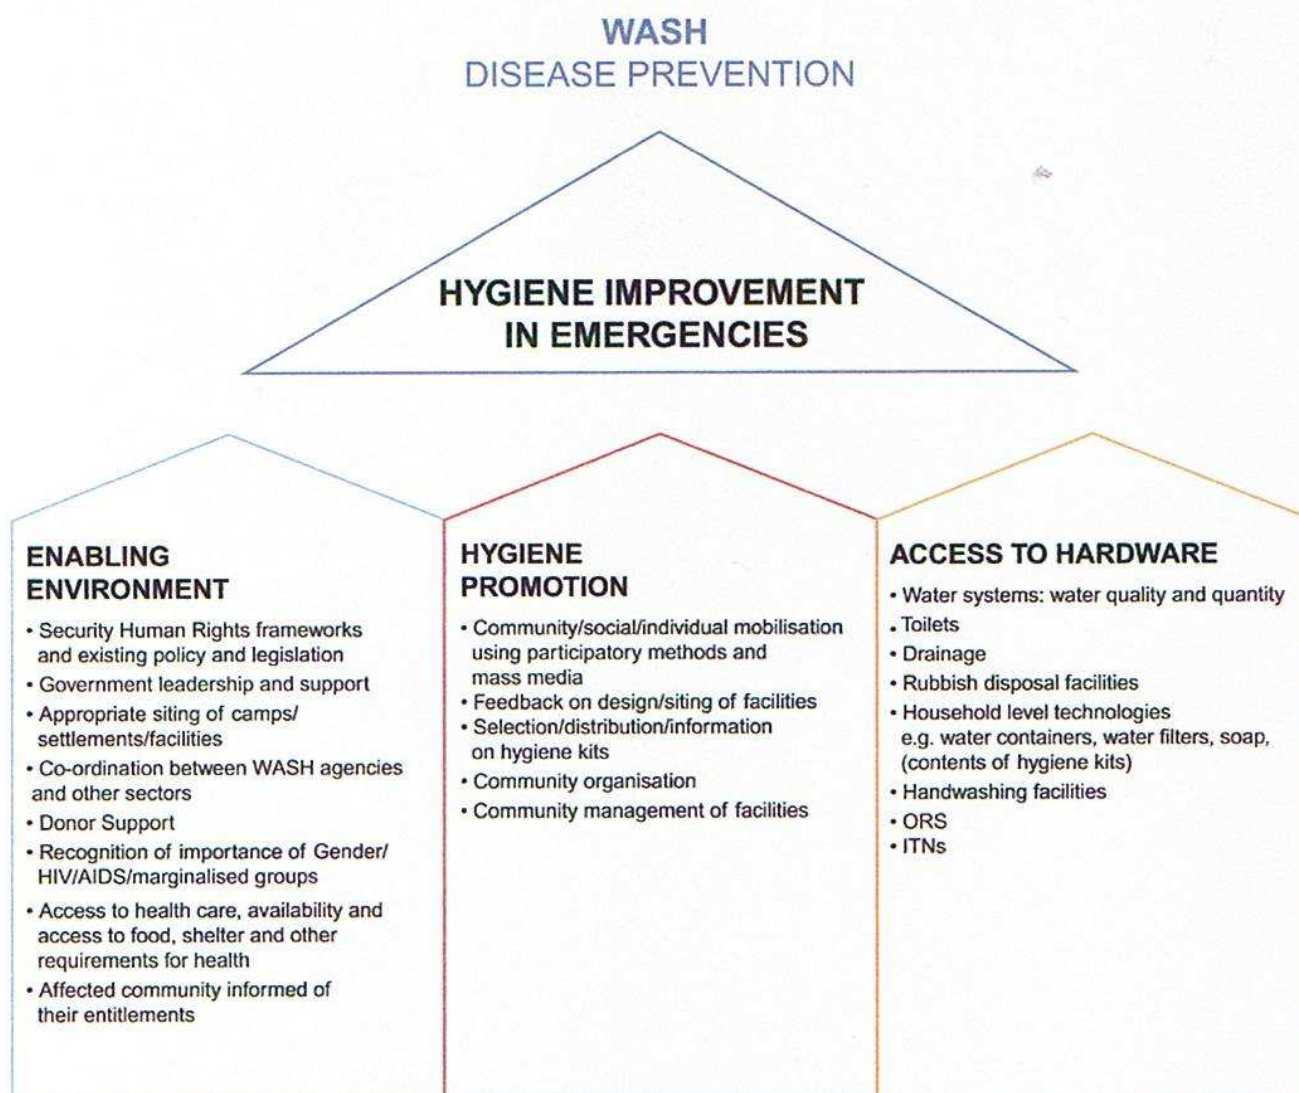 WASH
DISEASE PREVENTION
HYGIENE IMPROVEMENT
IN EMERGENCIES
ENABLING
ENVIRONMENT
• Security Human Rights frameworks
and existing policy and legislation
• Government leadership and support
• Appropriate siting of camps/
settlements/facilities
• Co-ordination between WASH agencies
and other sectors
• Donor Support
• Recognition of importance of Gender/
HIV/AIDS/marginalised groups
• Access to health care, availability and
access to food, shelter and other
requirements for health
• Affected community informed of
their entitlements
HYGIENE
PROMOTION
• Community/social/individual mobilisation
using participatory methods and
mass media
• Feedback on design/siting of facilities
• Selection/distribution/information
on hygiene kits
• Community organisation
• Community management of facilities
ACCESS TO HARDWARE
• Water systems: water quality and quantity
. Toilets
• Drainage
• Rubbish disposal facilities
• Household level technologies
e.g. water containers, water filters, soap,
(contents of hygiene kits)
• Handwashing facilities
• ORS
• ITNs